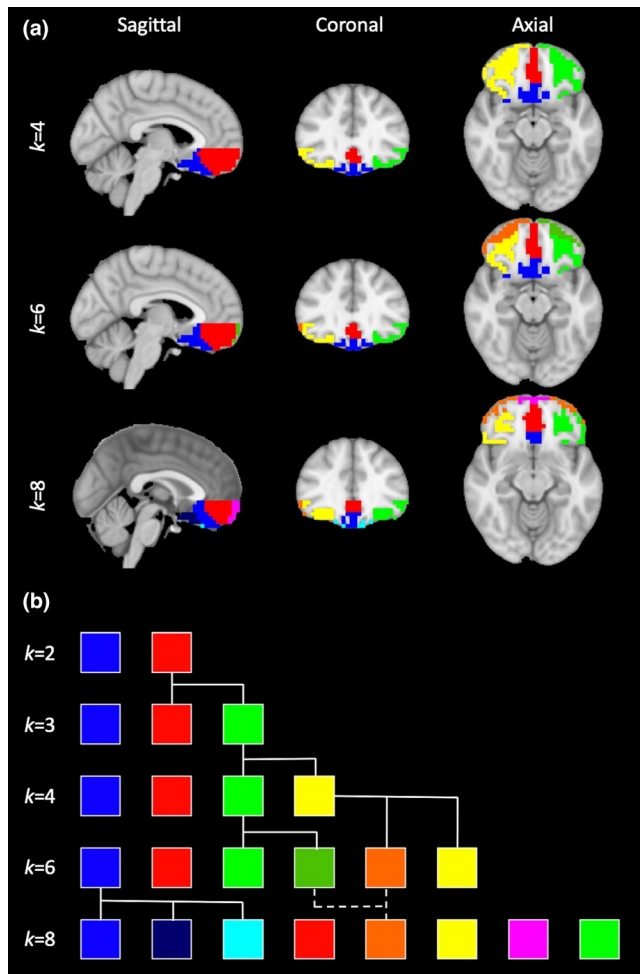 (a)
Sagittal Coronal Axial
k=4
k=6
k=8
(b)
k=2
k=3
k=4
k=6
k=8